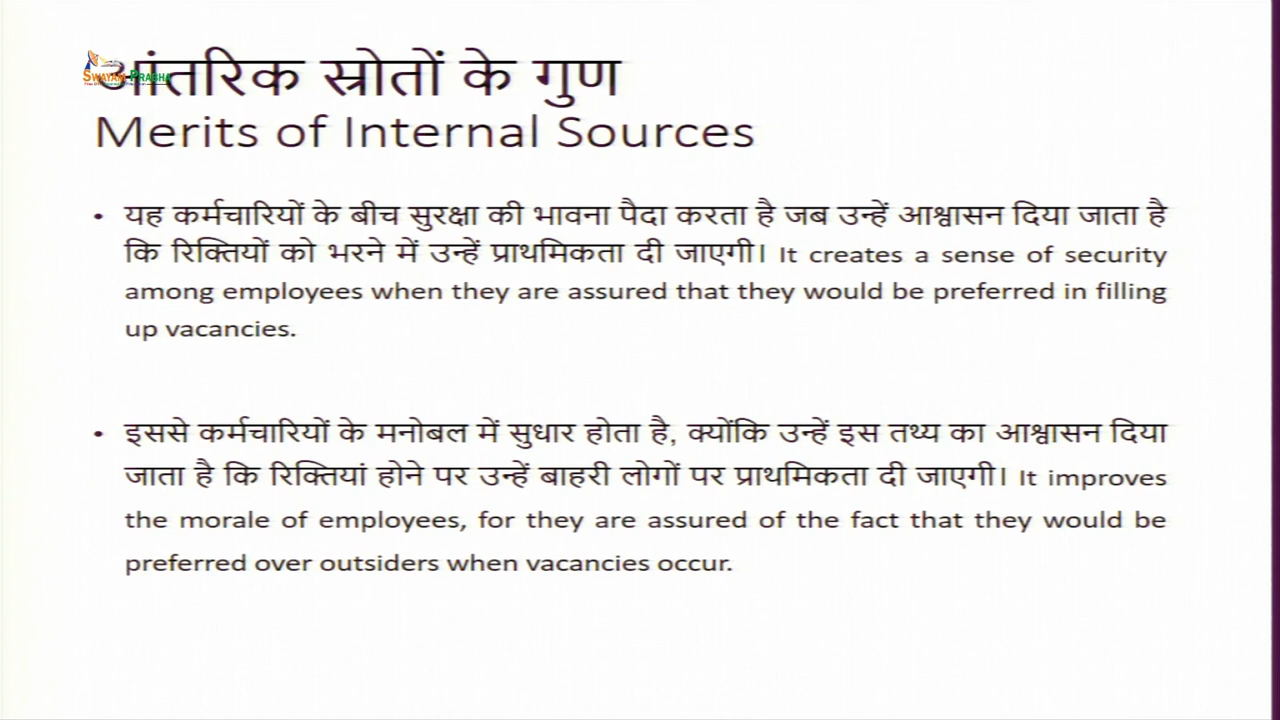 SWAYAM PRABHA
आंतरिक स्रोतों के गुण
Merits of Internal Sources
• यह कर्मचारियों के बीच सुरक्षा की भावना पैदा करता है जब उन्हें आश्वासन दिया जाता है
कि रिक्तियों को भरने में उन्हें प्राथमिकता दी जाएगी। It creates a sense of security
among employees when they are assured that they would be preferred in filling
up vacancies.
• इससे कर्मचारियों के मनोबल में सुधार होता है, क्योंकि उन्हें इस तथ्य का आश्वासन दिया
जाता है कि रिक्तियां होने पर उन्हें बाहरी लोगों पर प्राथमिकता दी जाएगी। It improves
the morale of employees, for they are assured of the fact that they would be
preferred over outsiders when vacancies occur.